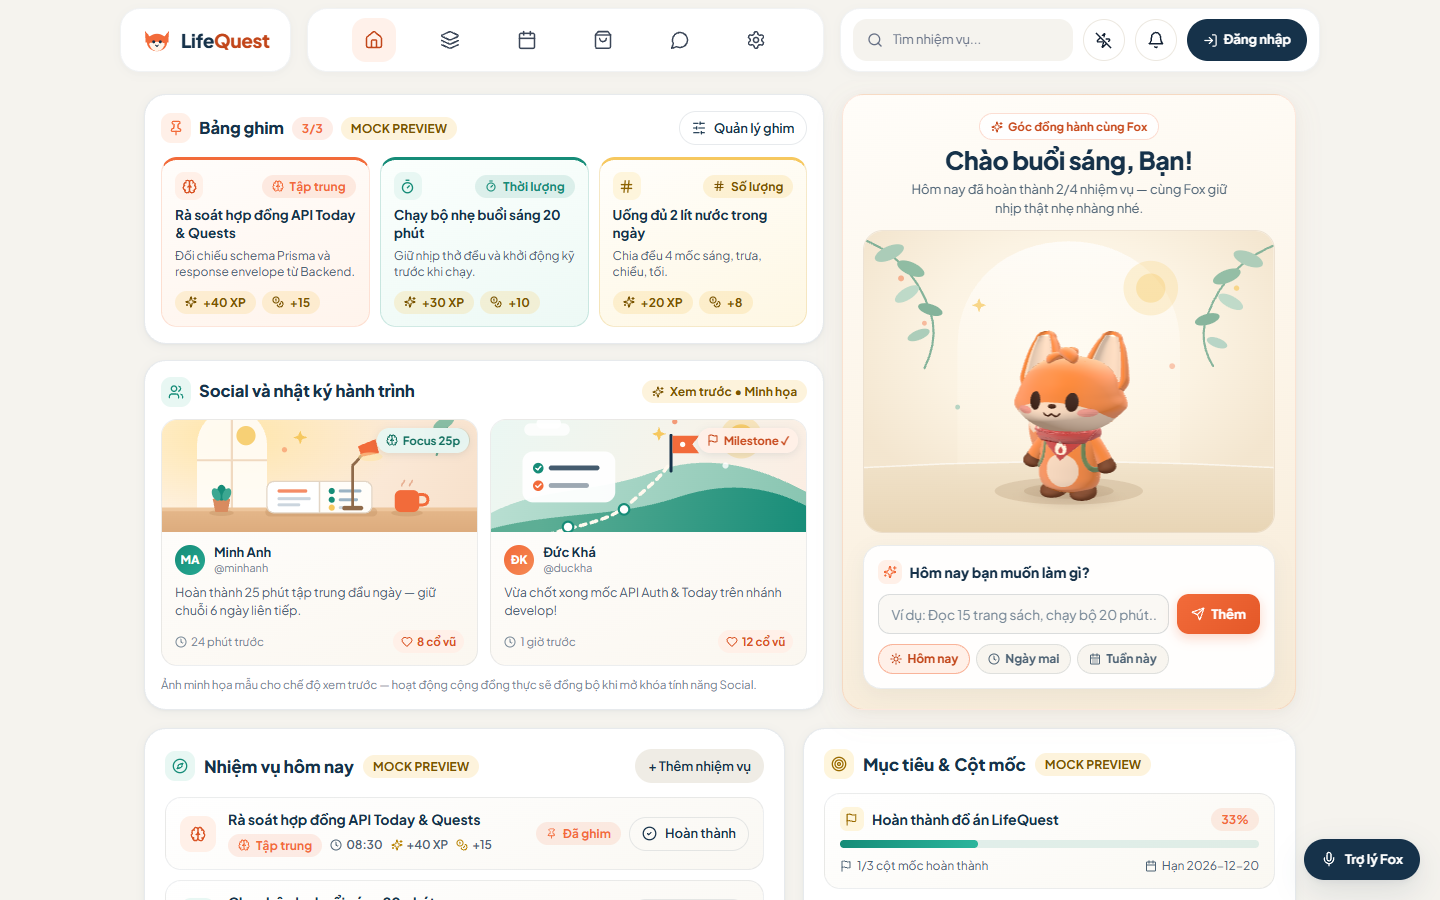 LifeQuest
Tìm nhiệm vụ...
Đăng nhập
Bảng ghim
3/3
MOCK PREVIEW
Quản lý ghim
Tập trung
Rà soát hợp đồng API Today
& Quests
Đối chiếu schema Prisma và
response envelope từ Backend.
+40 XP
+15
Thời lượng
Chạy bộ nhẹ buổi sáng 20
phút
Giữ nhịp thở đều và khởi động kỹ
trước khi chạy.
+30 XP
+10
Số lượng
Uống đủ 2 lít nước trong
ngày
Chia đều 4 mốc sáng, trưa,
chiều, tối.
+20 XP
+8
Góc đồng hành cùng Fox
Chào buổi sáng, Bạn!
Hôm nay đã hoàn thành 2/4 nhiệm vụ — cùng Fox giữ
nhịp thật nhẹ nhàng nhé.
Social và nhật ký hành trình
Xem trước • Minh họa
Focus 25p
MA
Minh Anh
@minhanh
Hoàn thành 25 phút tập trung đầu ngày — giữ
chuỗi 6 ngày liên tiếp.
24 phút trước
8 cổ vũ
Milestone ✓
ĐK
Đức Khá
@duckha
Vừa chốt xong mốc API Auth & Today trên nhánh
develop!
1 giờ trước
12 cổ vũ
Ảnh minh họa mẫu cho chế độ xem trước — hoạt động cộng đồng thực sẽ đồng bộ khi mở khóa tính năng Social.
Hôm nay bạn muốn làm gì?
Ví dụ: Đọc 15 trang sách, chạy bộ 20 phút..
Thêm
Hôm nay
Ngày mai
Tuần này
Nhiệm vụ hôm nay
MOCK PREVIEW
+ Thêm nhiệm vụ
Rà soát hợp đồng API Today & Quests
Tập trung
08:30
+40 XP
+15
Đã ghim
Hoàn thành
Mục tiêu & Cột mốc
MOCK PREVIEW
Hoàn thành đồ án LifeQuest
33%
1/3 cột mốc hoàn thành
Hạn 2026-12-20
Trợ lý Fox